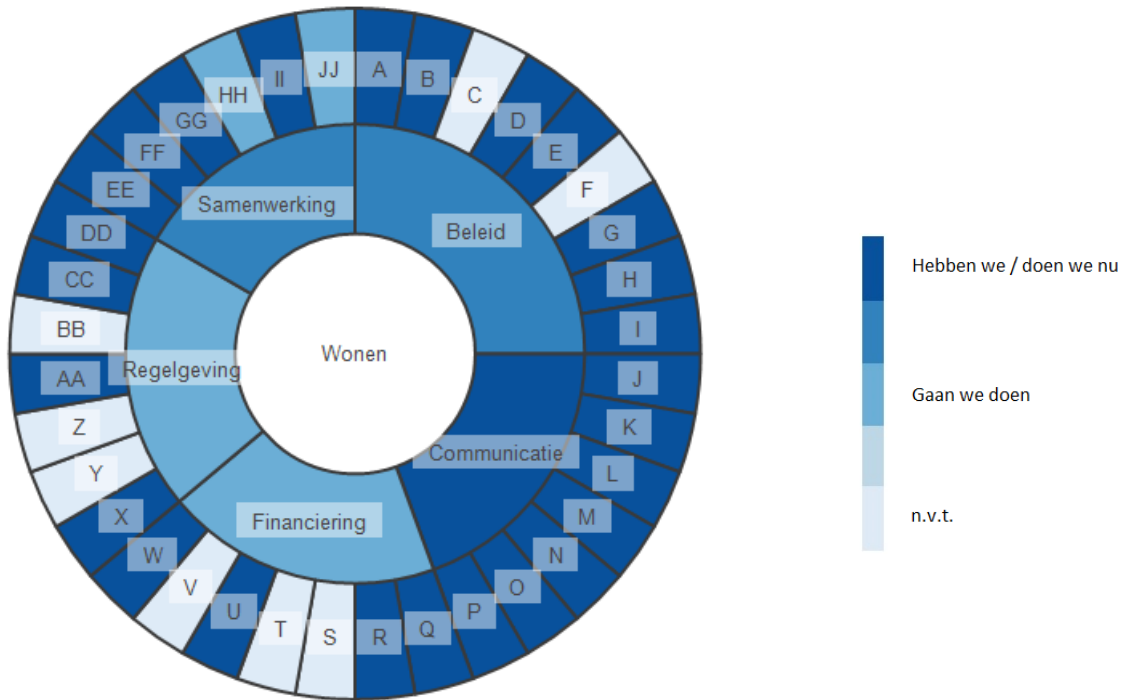 Wonen
Beleid
Communicatie
Financiering
Regelgeving
Samenwerking
A
B
C
D
E
F
G
H
I
J
K
L
M
N
O
P
Q
R
S
T
U
V
W
X
Y
Z
AA
BB
CC
DD
EE
FF
GG
HH
II
JJ
Hebben we / doen we nu
Gaan we doen
n.v.t.